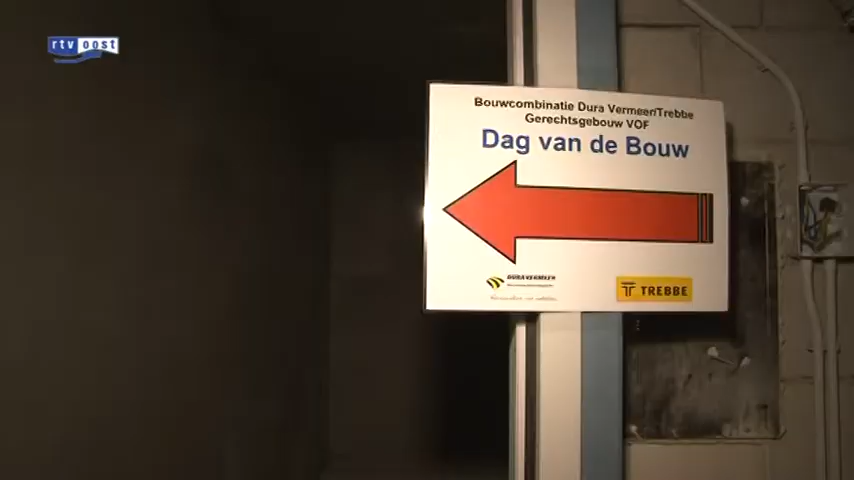 rtv oost
Bouwcombinatie Dura Vermeer/Trebbe
Gerechtsgebouw VOF
Dag van de Bouw
DURA VERMEER
TREBBE